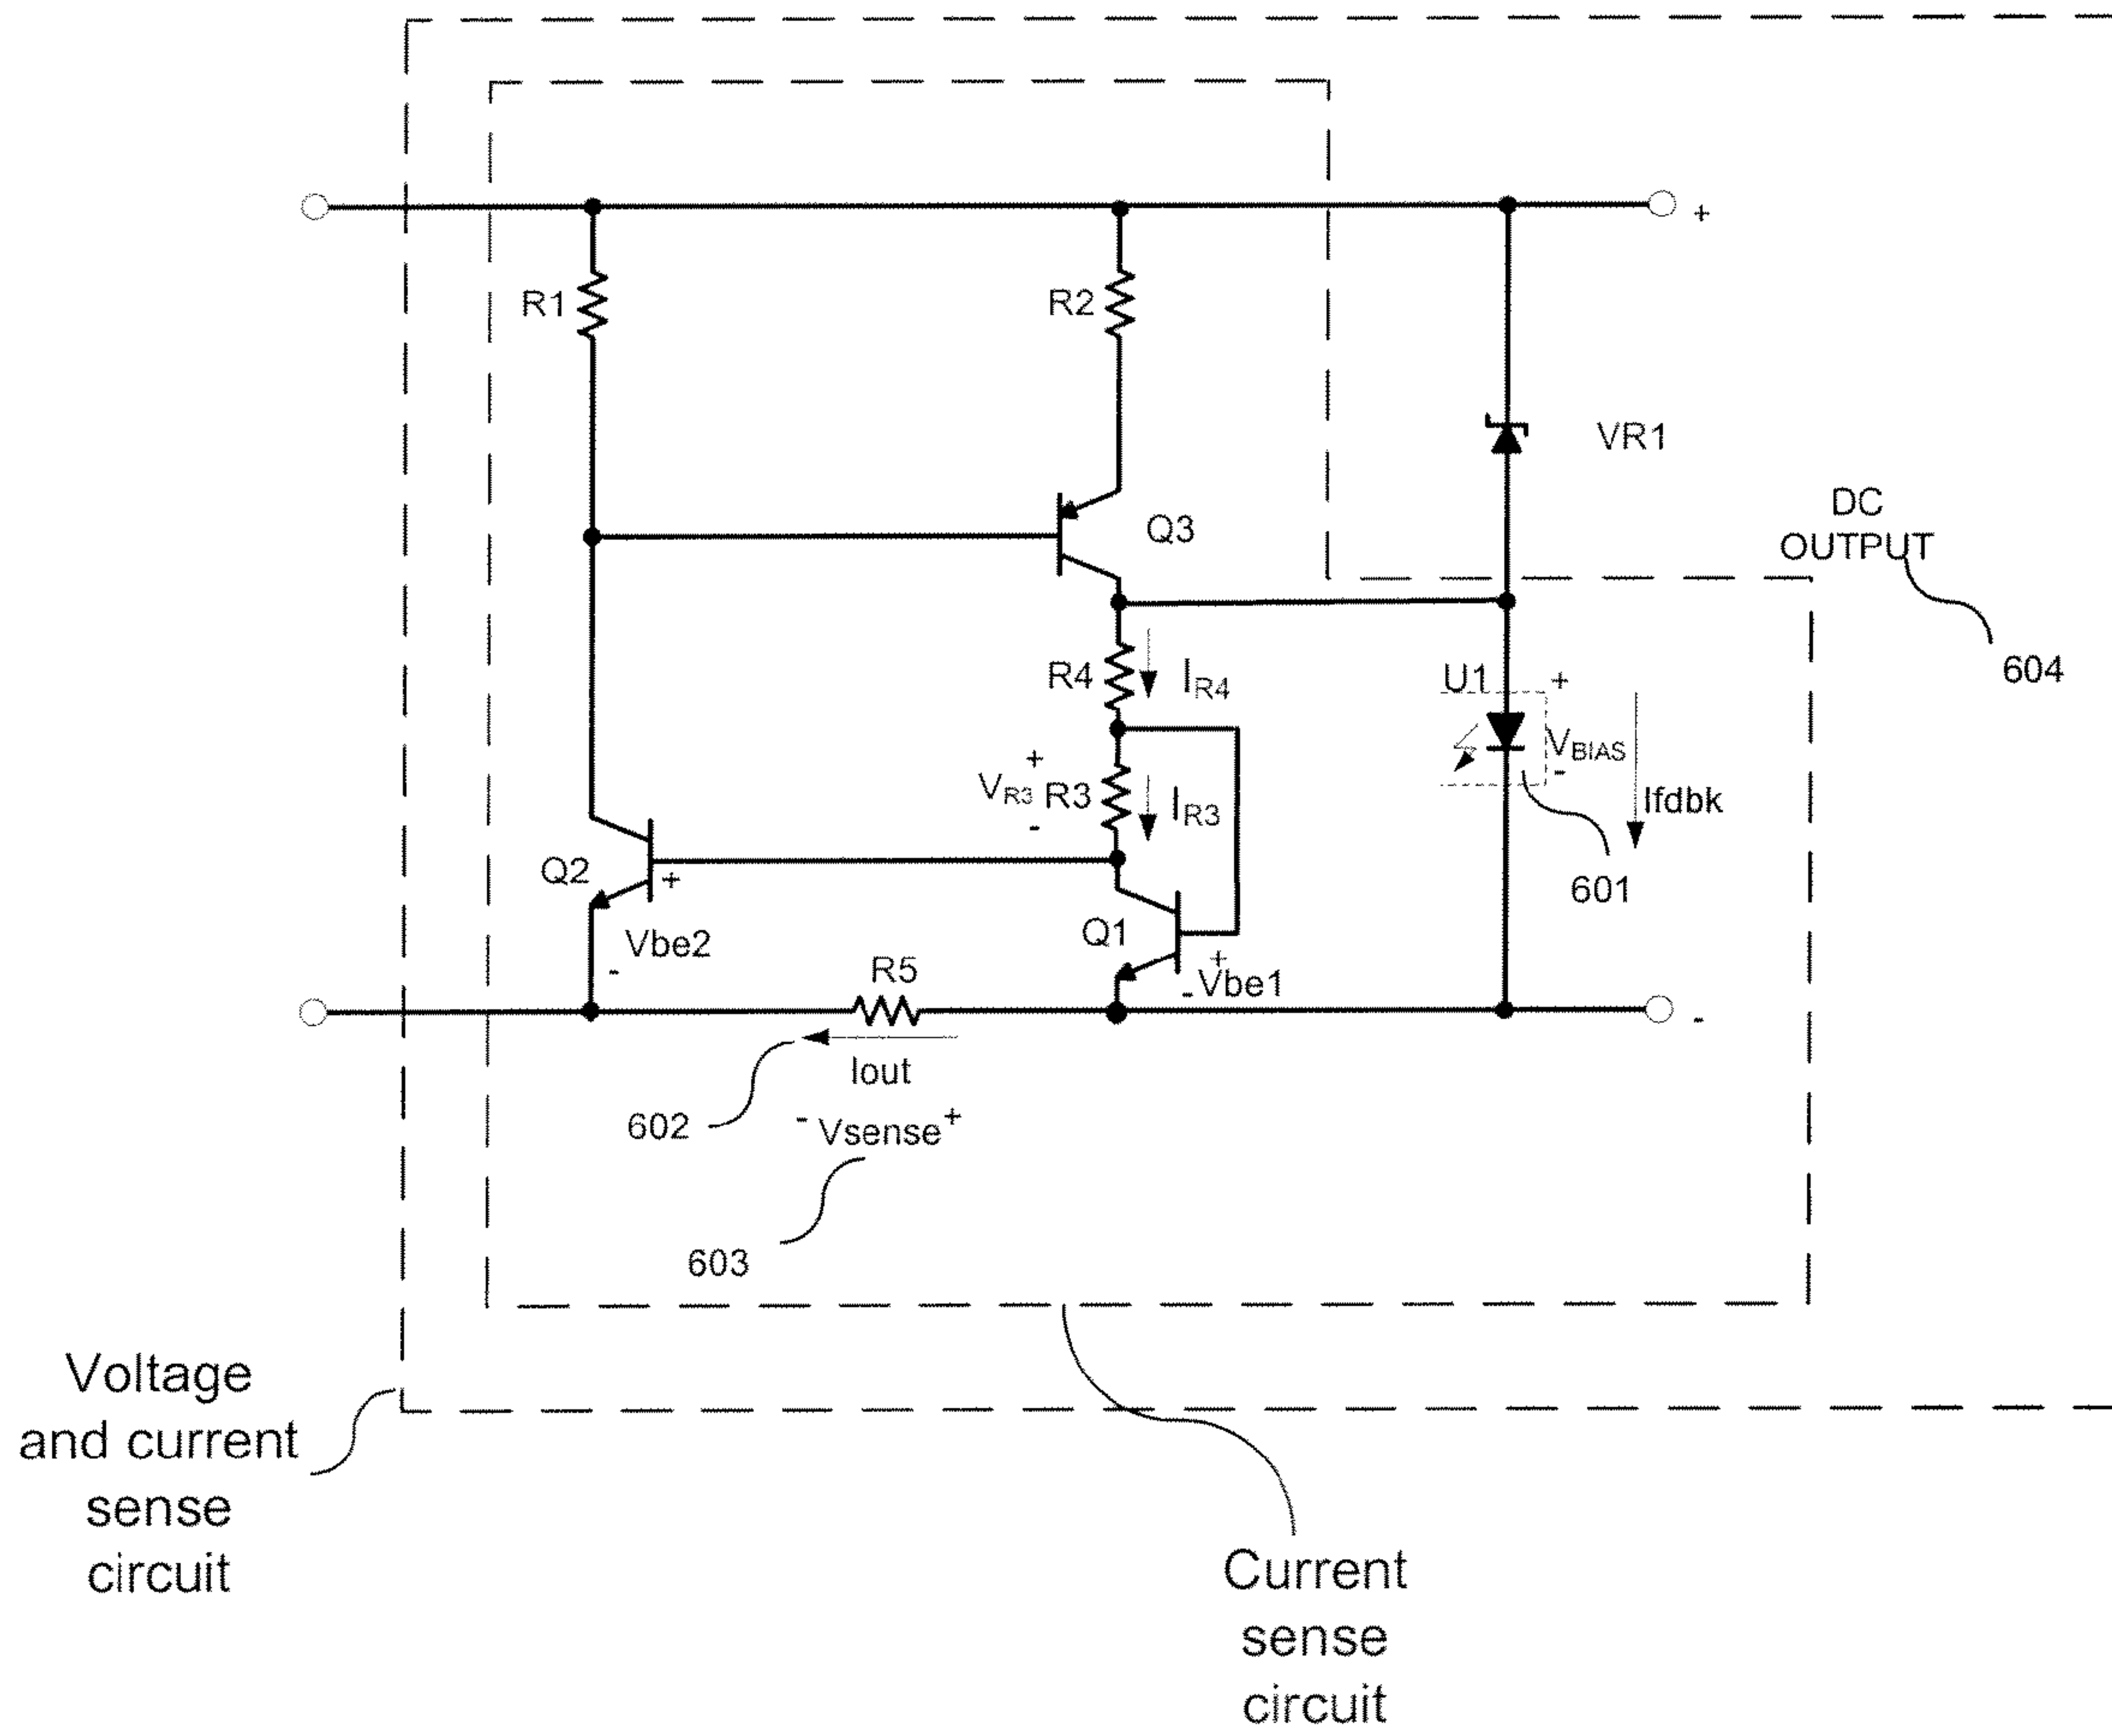 +
R1
R2
VR1
DC
OUTPUT
Q3
604
R4
IR4
U1
+
VBIAS
-
Ifdbk
601
+
VR3
-
R3
IR3
Q2
+
Vbe2
-
Q1
+
Vbe1
-
R5
-
Iout
602
- Vsense +
603
Voltage
and current
sense
circuit
Current
sense
circuit